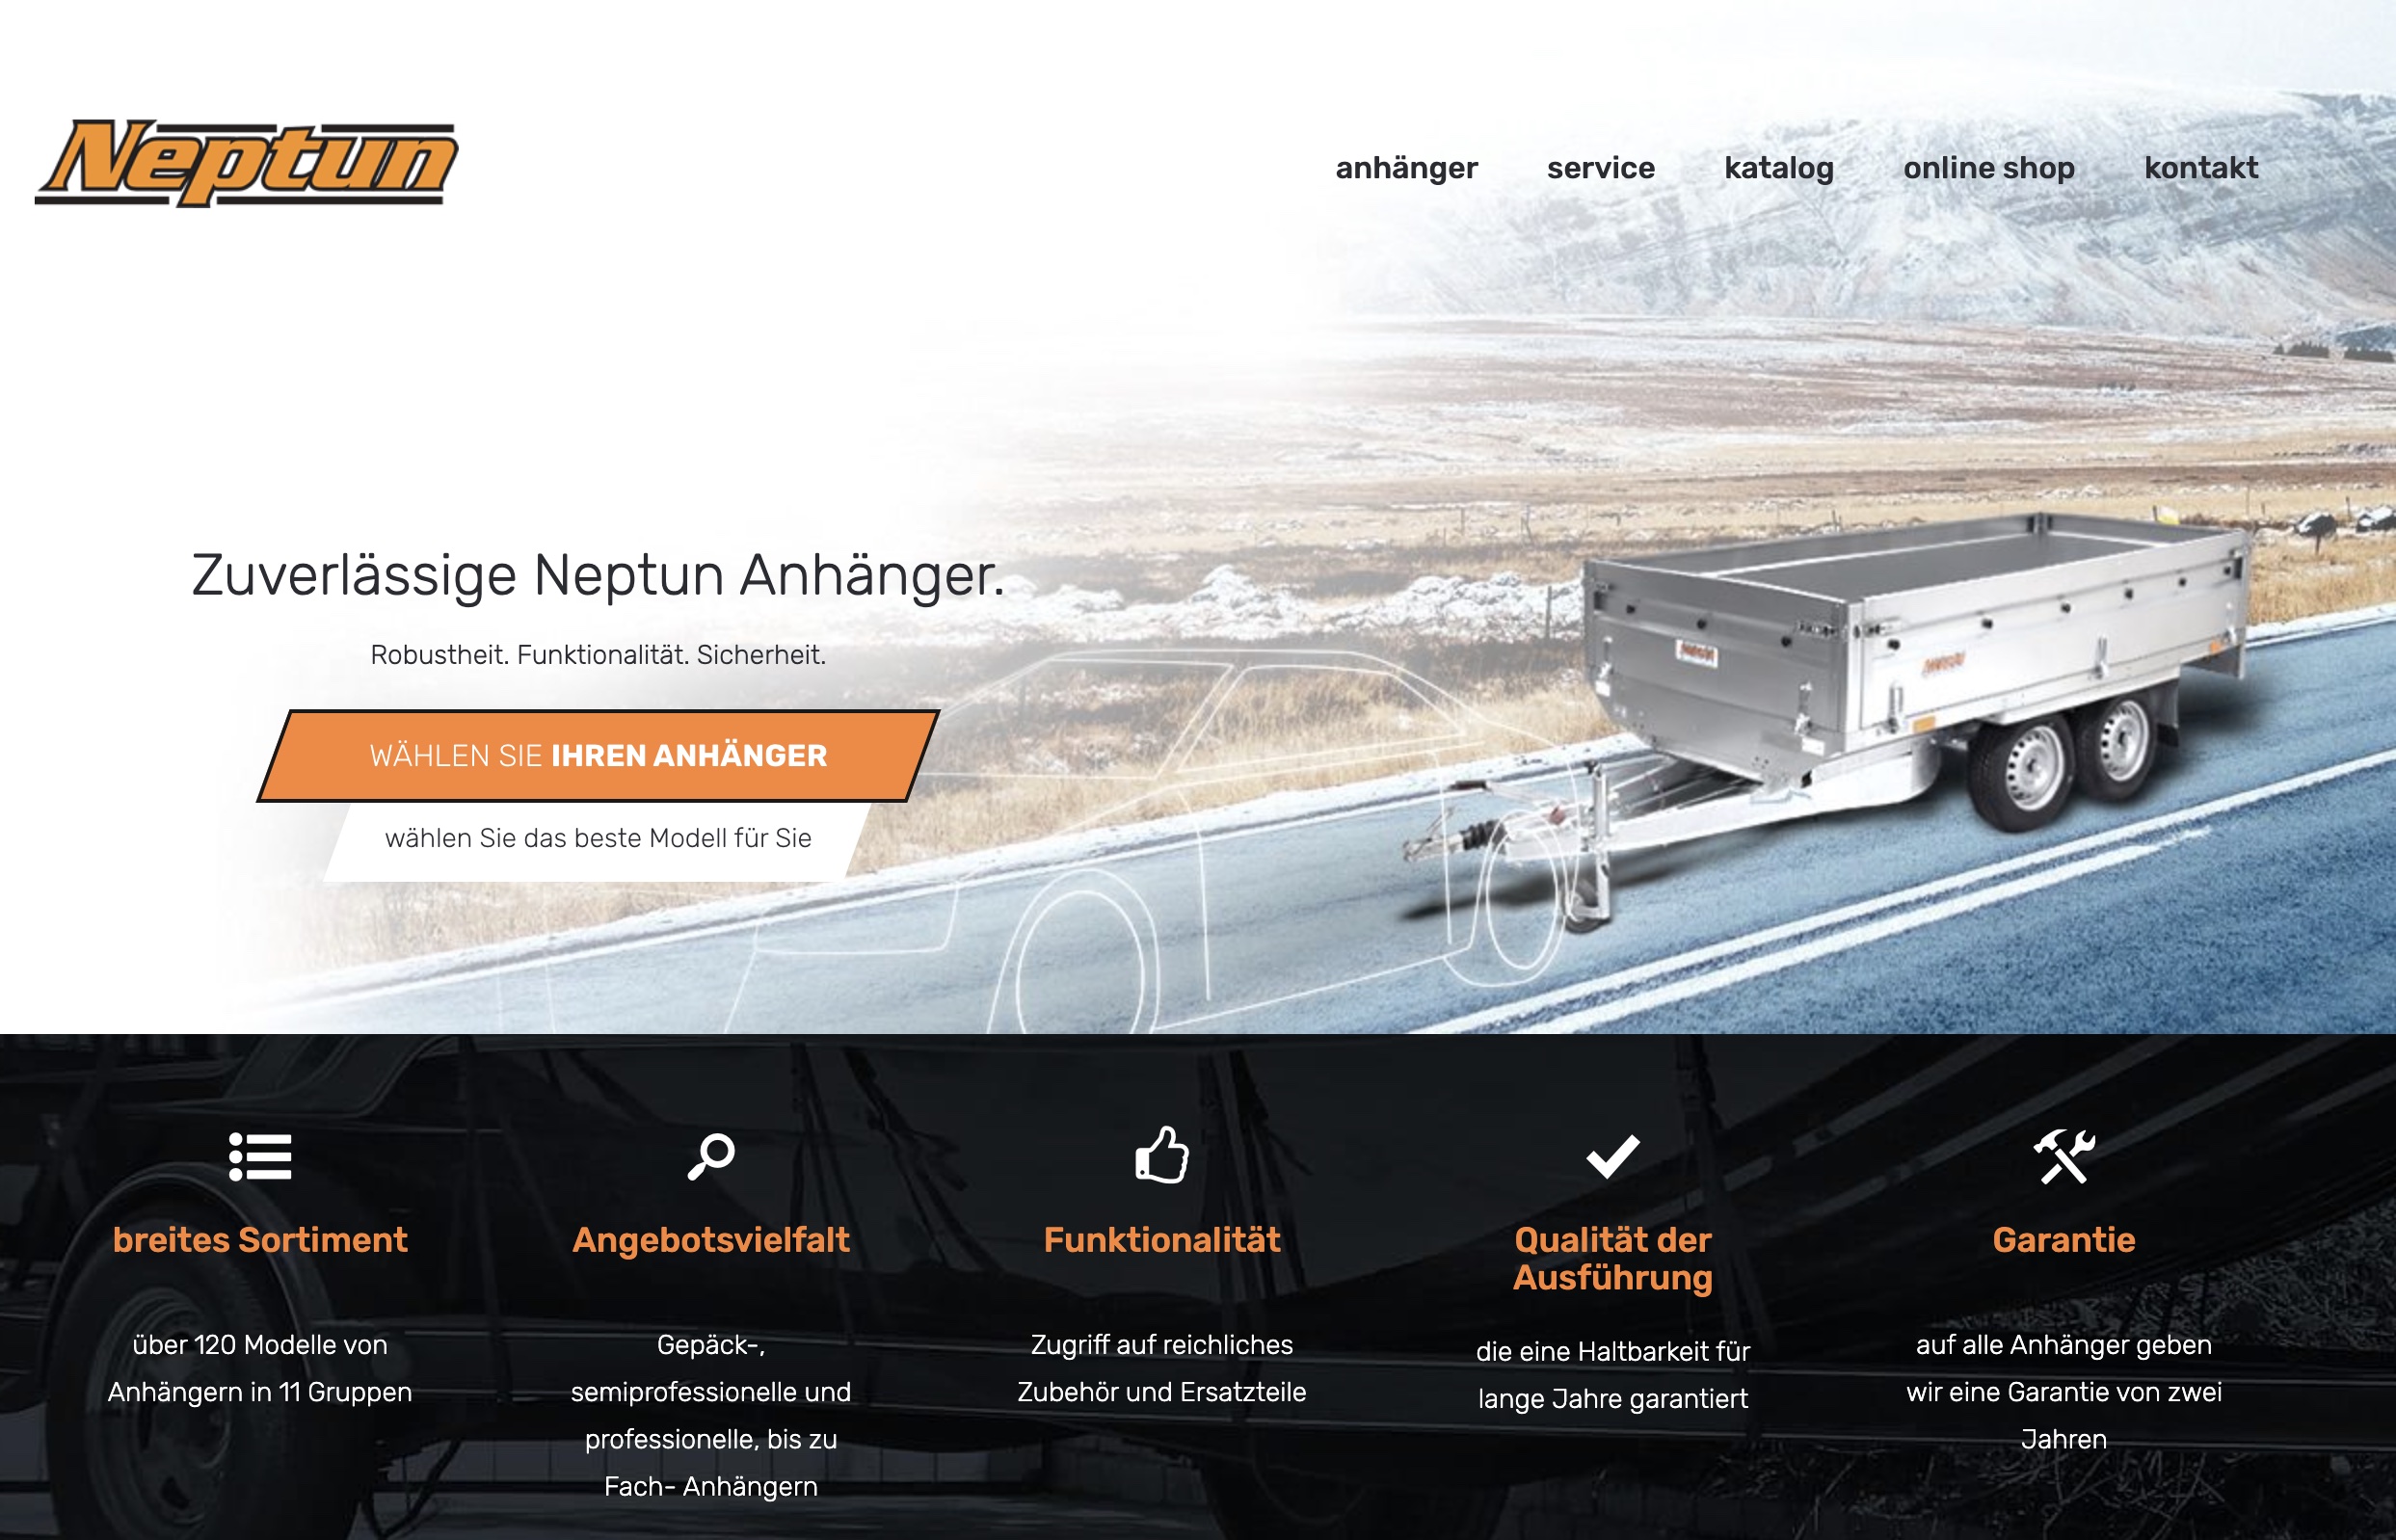 Neptun
anhänger service katalog online shop kontakt
Zuverlässige Neptun Anhänger.
Robustheit. Funktionalität. Sicherheit.
WÄHLEN SIE IHREN ANHÄNGER
wählen Sie das beste Modell für Sie
breites Sortiment
über 120 Modelle von
Anhängern in 11 Gruppen
Angebotsvielfalt
Gepäck-,
semiprofessionelle und
professionelle, bis zu
Fach- Anhängern
Funktionalität
Zugriff auf reichliches
Zubehör und Ersatzteile
Qualität der
Ausführung
die eine Haltbarkeit für
lange Jahre garantiert
Garantie
auf alle Anhänger geben
wir eine Garantie von zwei
Jahren